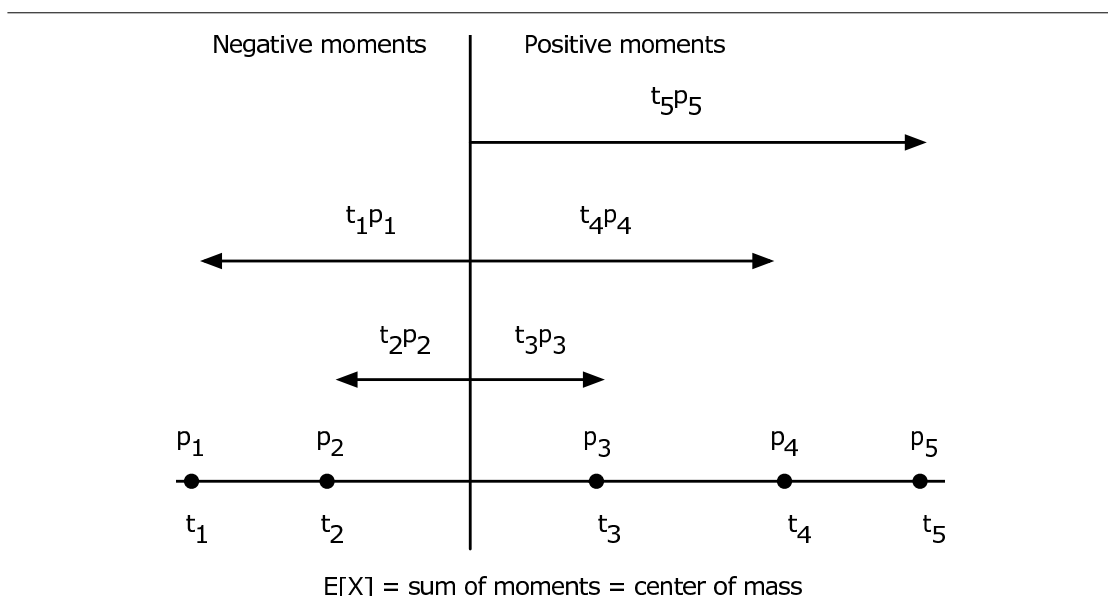 Negative moments Positive moments
t₅p₅
t₁p₁ t₄p₄
t₂p₂ t₃p₃
p₁ p₂ p₃ p₄ p₅
t₁ t₂ t₃ t₄ t₅
E[X] = sum of moments = center of mass